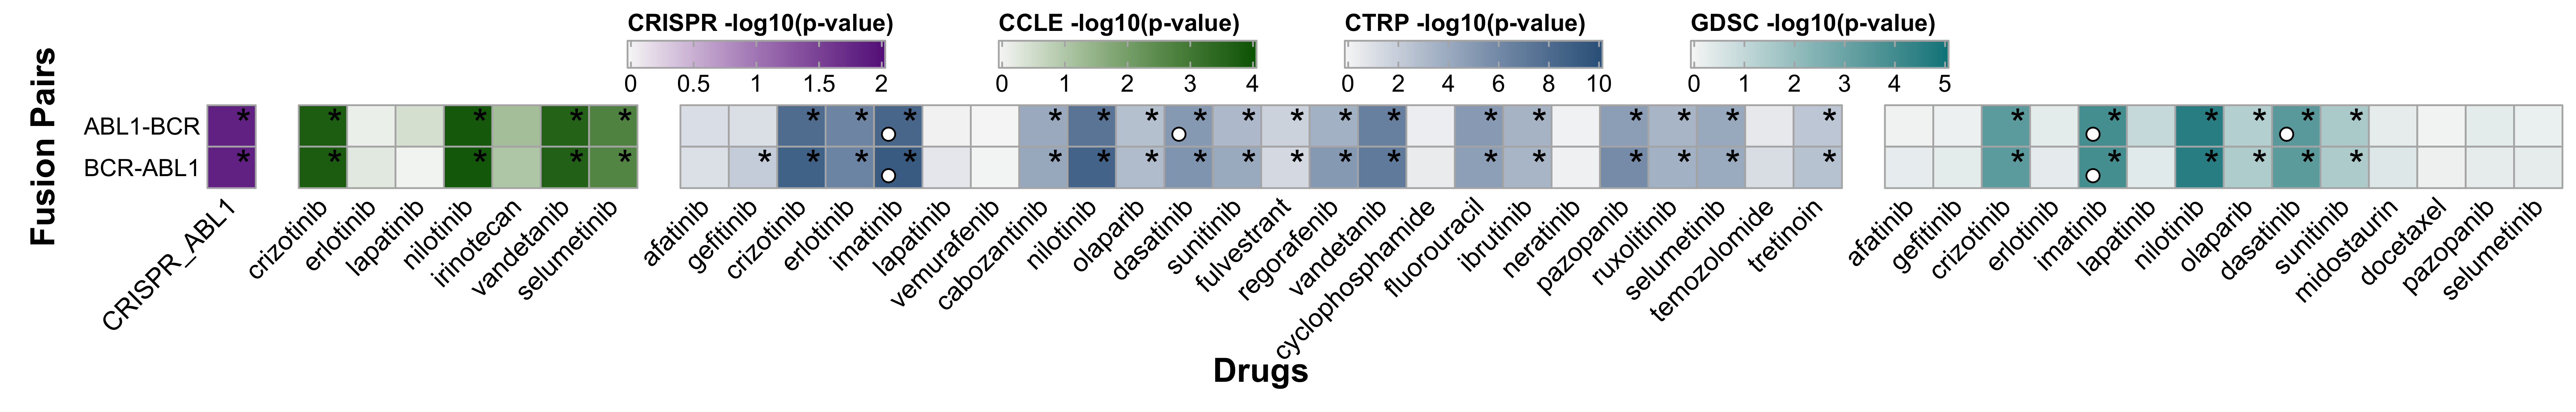 CRISPR -log10(p-value)
CCLE -log10(p-value)
CTRP -log10(p-value)
GDSC -log10(p-value)
0 0.5 1 1.5 2
0 1 2 3 4
0 2 4 6 8 10
0 1 2 3 4 5
Fusion Pairs
ABL1-BCR
* * * * * * * * * * * * * * * * * * * * * * * * * * * *
BCR-ABL1
* * * * * * * * * * * * * * * * * * * * * * * * * * * * *
CRISPR_ABL1
crizotinib
erlotinib
lapatinib
nilotinib
irinotecan
vandetanib
selumetinib
afatinib
gefitinib
crizotinib
erlotinib
imatinib
lapatinib
vemurafenib
cabozantinib
nilotinib
olaparib
dasatinib
sunitinib
fulvestrant
regorafenib
vandetanib
cyclophosphamide
fluorouracil
ibrutinib
neratinib
pazopanib
ruxolitinib
selumetinib
temozolomide
tretinoin
afatinib
gefitinib
crizotinib
erlotinib
imatinib
lapatinib
nilotinib
olaparib
dasatinib
sunitinib
midostaurin
docetaxel
pazopanib
selumetinib
Drugs